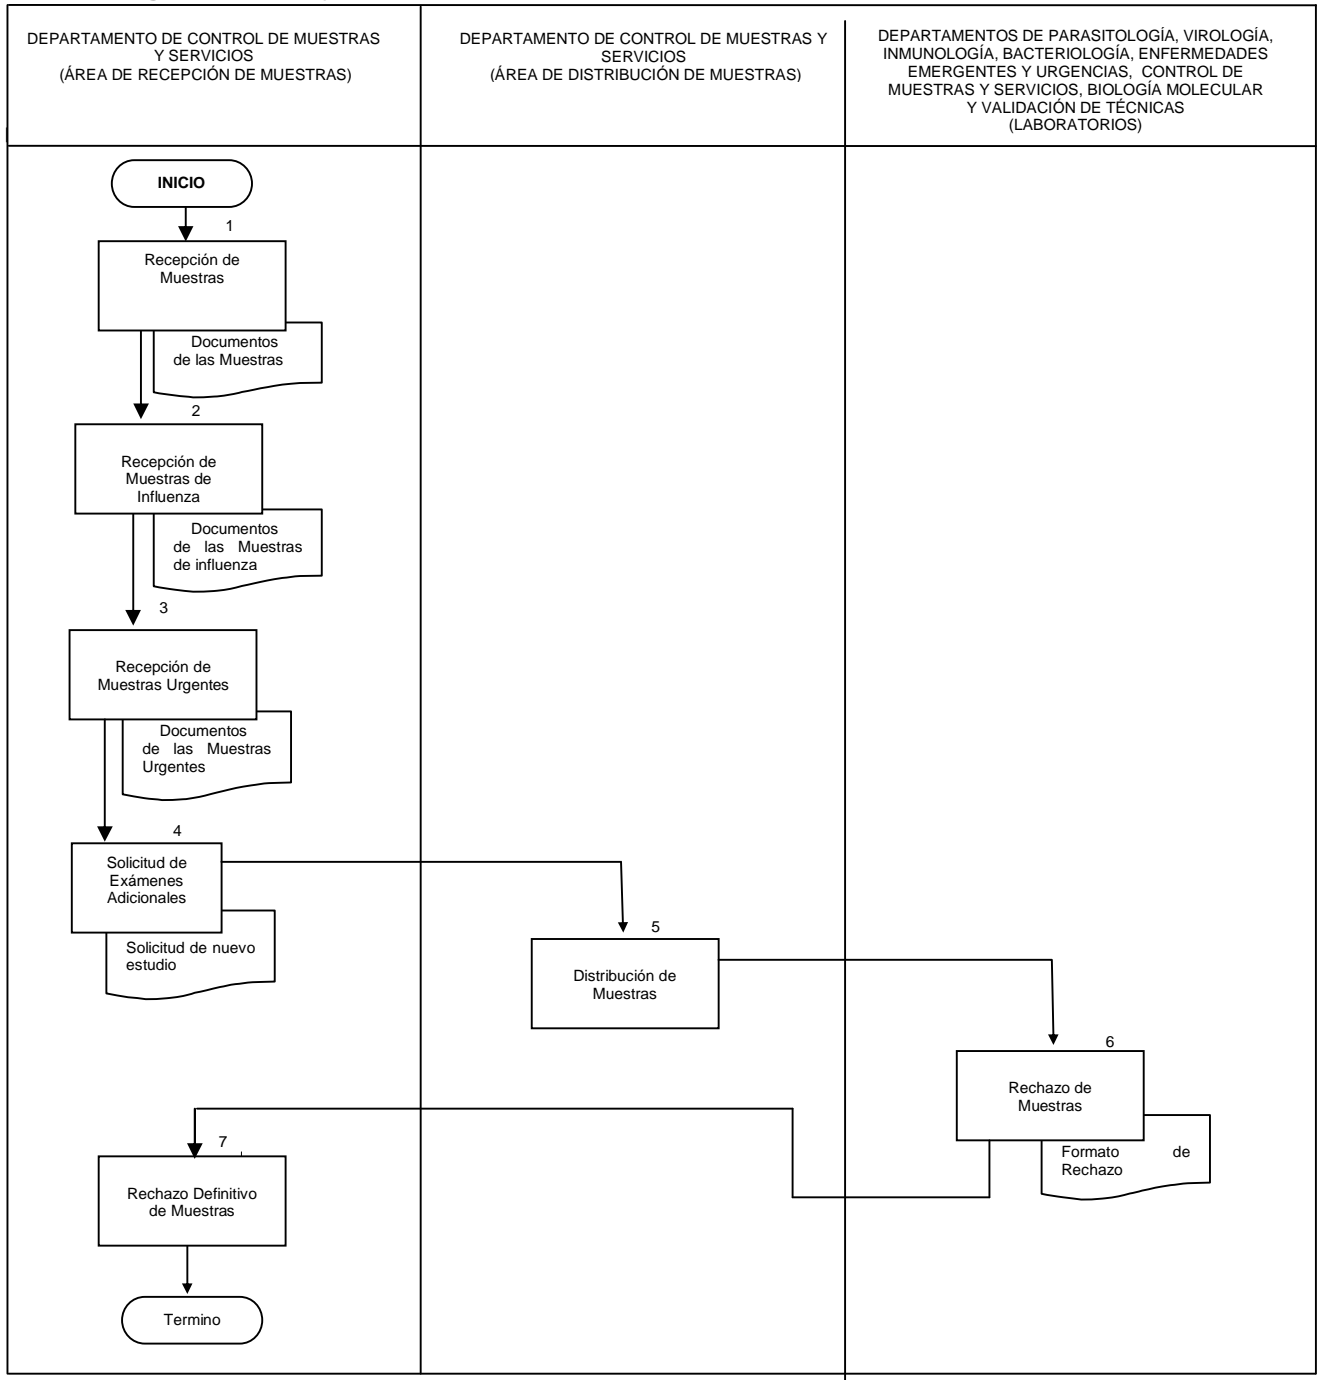 DEPARTAMENTO DE CONTROL DE MUESTRAS
Y SERVICIOS
(ÁREA DE RECEPCIÓN DE MUESTRAS)
DEPARTAMENTO DE CONTROL DE MUESTRAS Y
SERVICIOS
(ÁREA DE DISTRIBUCIÓN DE MUESTRAS)
DEPARTAMENTOS DE PARASITOLOGÍA, VIROLOGÍA,
INMUNOLOGÍA, BACTERIOLOGÍA, ENFERMEDADES
EMERGENTES Y URGENCIAS, CONTROL DE
MUESTRAS Y SERVICIOS, BIOLOGÍA MOLECULAR
Y VALIDACIÓN DE TÉCNICAS
(LABORATORIOS)
INICIO
1
Recepción de
Muestras
Documentos
de las Muestras
2
Recepción de
Muestras de
Influenza
Documentos
de las Muestras
de influenza
3
Recepción de
Muestras Urgentes
Documentos
de las Muestras
Urgentes
4
Solicitud de
Exámenes
Adicionales
Solicitud de nuevo
estudio
5
Distribución de
Muestras
6
Rechazo de
Muestras
Formato de
Rechazo
7
Rechazo Definitivo
de Muestras
Termino